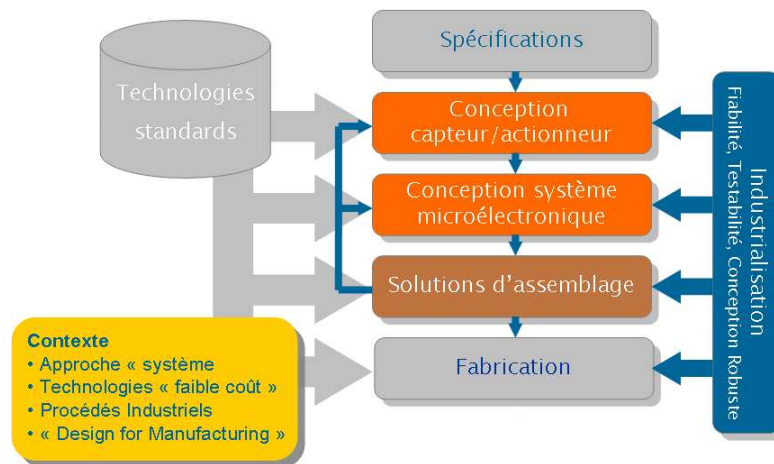 Spécifications
Technologies
standards
Conception
capteur/actionneur
Conception système
microélectronique
Solutions d'assemblage
Fabrication
Industrialisation
Fiabilité, Testabilité, Conception Robuste
Contexte
• Approche « système
• Technologies « faible coût »
• Procédés Industriels
• « Design for Manufacturing »